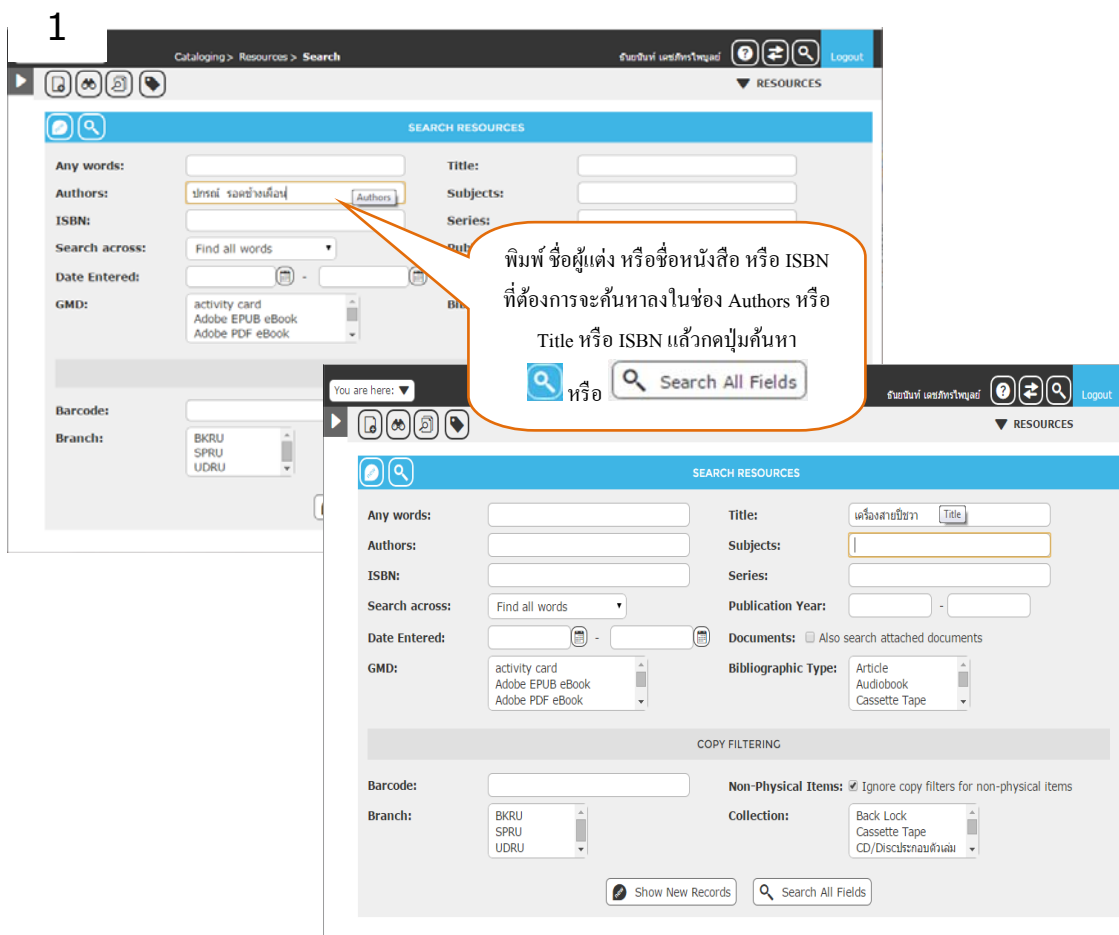 1
Cataloging > Resources > Search
ธันยนันท์ เดชภัทรไพบูลย์
Logout
RESOURCES
SEARCH RESOURCES
Any words:
Title:
Authors:
ปกรณ์ รอดช้างเผื่อน
Authors
Subjects:
ISBN:
Series:
Search across:
Find all words
Pub
Date Entered:
-
GMD:
activity card
Adobe EPUB eBook
Adobe PDF eBook
Barcode:
Branch:
BKRU
SPRU
UDRU
พิมพ์ ชื่อผู้แต่ง หรือชื่อหนังสือ หรือ ISBN
ที่ต้องการจะค้นหาลงในช่อง Authors หรือ
Title หรือ ISBN แล้วกดปุ่มค้นหา
หรือ Search All Fields
You are here:
ธันยนันท์ เดชภัทรไพบูลย์
Logout
RESOURCES
SEARCH RESOURCES
Any words:
Title:
เครื่องสายปี่ชวา
Title
Authors:
Subjects:
ISBN:
Series:
Search across:
Find all words
Publication Year:
-
Date Entered:
-
Documents:
Also search attached documents
GMD:
activity card
Adobe EPUB eBook
Adobe PDF eBook
Bibliographic Type:
Article
Audiobook
Cassette Tape
COPY FILTERING
Barcode:
Non-Physical Items:
Ignore copy filters for non-physical items
Branch:
BKRU
SPRU
UDRU
Collection:
Back Lock
Cassette Tape
CD/Discประกอบตัวเล่ม
Show New Records
Search All Fields